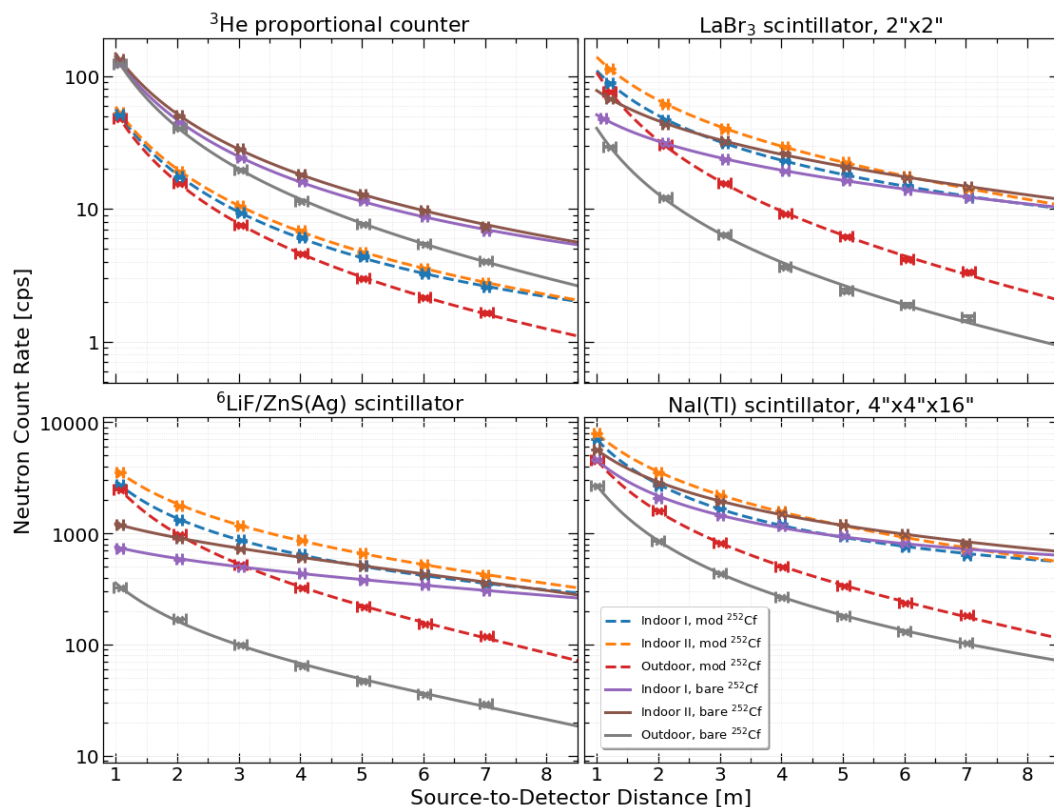 ³He proportional counter
LaBr₃ scintillator, 2"x2"
100
10
1
⁶LiF/ZnS(Ag) scintillator
NaI(Tl) scintillator, 4"x4"x16"
10000
1000
100
10
Neutron Count Rate [cps]
Indoor I, mod ²⁵²Cf
Indoor II, mod ²⁵²Cf
Outdoor, mod ²⁵²Cf
Indoor I, bare ²⁵²Cf
Indoor II, bare ²⁵²Cf
Outdoor, bare ²⁵²Cf
1 2 3 4 5 6 7 8
1 2 3 4 5 6 7 8
Source-to-Detector Distance [m]